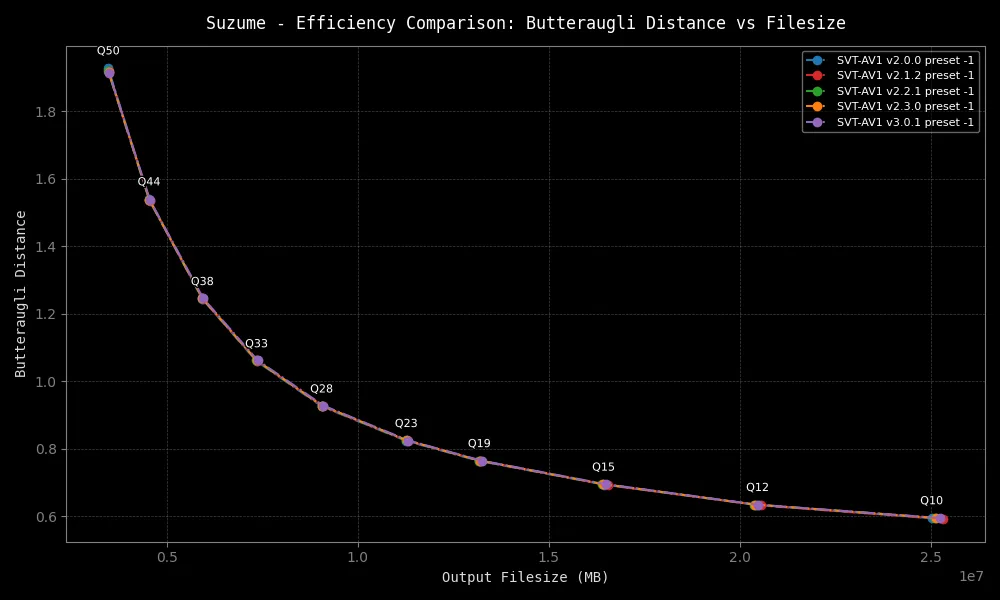 Suzume - Efficiency Comparison: Butteraugli Distance vs Filesize
Q50
SVT-AV1 v2.0.0 preset -1
SVT-AV1 v2.1.2 preset -1
SVT-AV1 v2.2.1 preset -1
SVT-AV1 v2.3.0 preset -1
SVT-AV1 v3.0.1 preset -1
1.8
Q44
1.6
1.4
Q38
1.2
Q33
1.0
Q28
Q23
0.8
Q19
Q15
Q12
Q10
0.6
Butteraugli Distance
0.5
1.0
1.5
2.0
2.5
1e7
Output Filesize (MB)